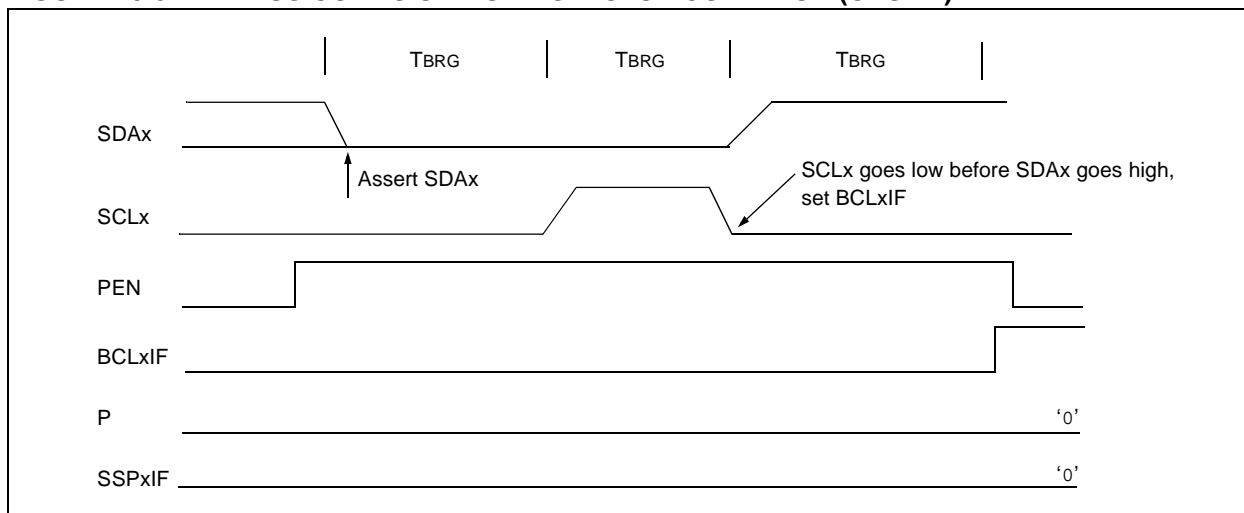 TBRG TBRG TBRG
SDAx
Assert SDAx
SCLx goes low before SDAx goes high,
set BCLxIF
SCLx
PEN
BCLxIF
P
‘0’
SSPxIF
‘0’